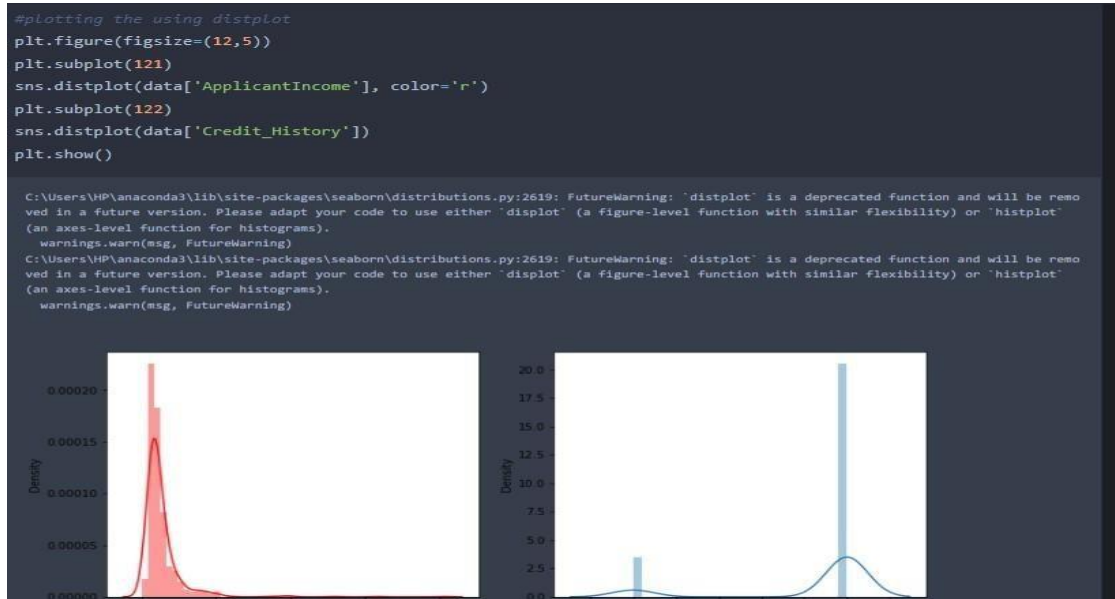 #plotting the using distplot
plt.figure(figsize=(12,5))
plt.subplot(121)
sns.distplot(data['ApplicantIncome'], color='r')
plt.subplot(122)
sns.distplot(data['Credit_History'])
plt.show()
C:\Users\HP\anaconda3\lib\site-packages\seaborn\distributions.py:2619: FutureWarning: `distplot` is a deprecated function and will be remo
ved in a future version. Please adapt your code to use either `displot` (a figure-level function with similar flexibility) or `histplot`
(an axes-level function for histograms).
warnings.warn(msg, FutureWarning)
C:\Users\HP\anaconda3\lib\site-packages\seaborn\distributions.py:2619: FutureWarning: `distplot` is a deprecated function and will be remo
ved in a future version. Please adapt your code to use either `displot` (a figure-level function with similar flexibility) or `histplot`
(an axes-level function for histograms).
warnings.warn(msg, FutureWarning)
0.00020
0.00015
0.00010
0.00005
0.00000
Density
20.0
17.5
15.0
12.5
10.0
7.5
5.0
2.5
0.0
Density